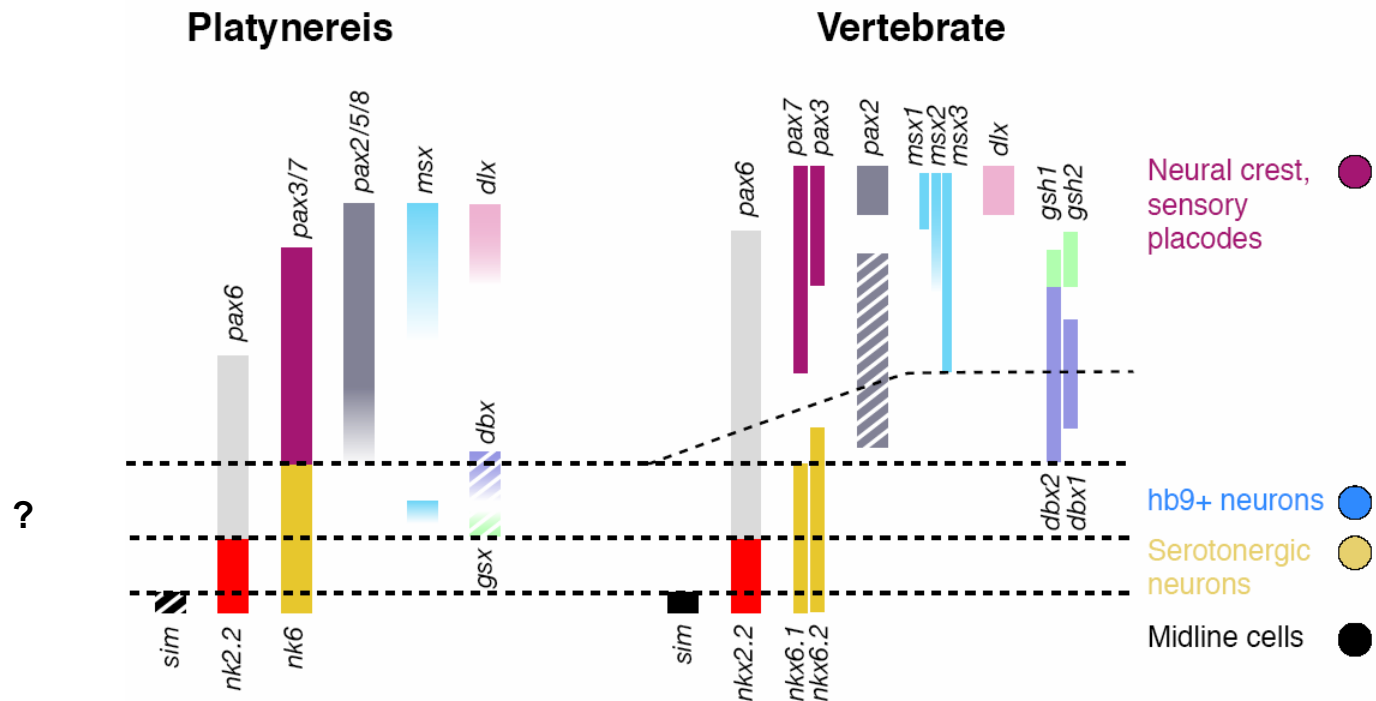 Platynereis
Vertebrate
pax6
pax3/7
pax2/5/8
msx
dlx
dbx
gsx
sim
nk2.2
nk6
pax6
pax7
pax3
pax2
msx1
msx2
msx3
dlx
gsh1
gsh2
dbx2
dbx1
sim
nkx2.2
nkx6.1
nkx6.2
Neural crest,
sensory
placodes
?
hb9+ neurons
Serotonergic
neurons
Midline cells